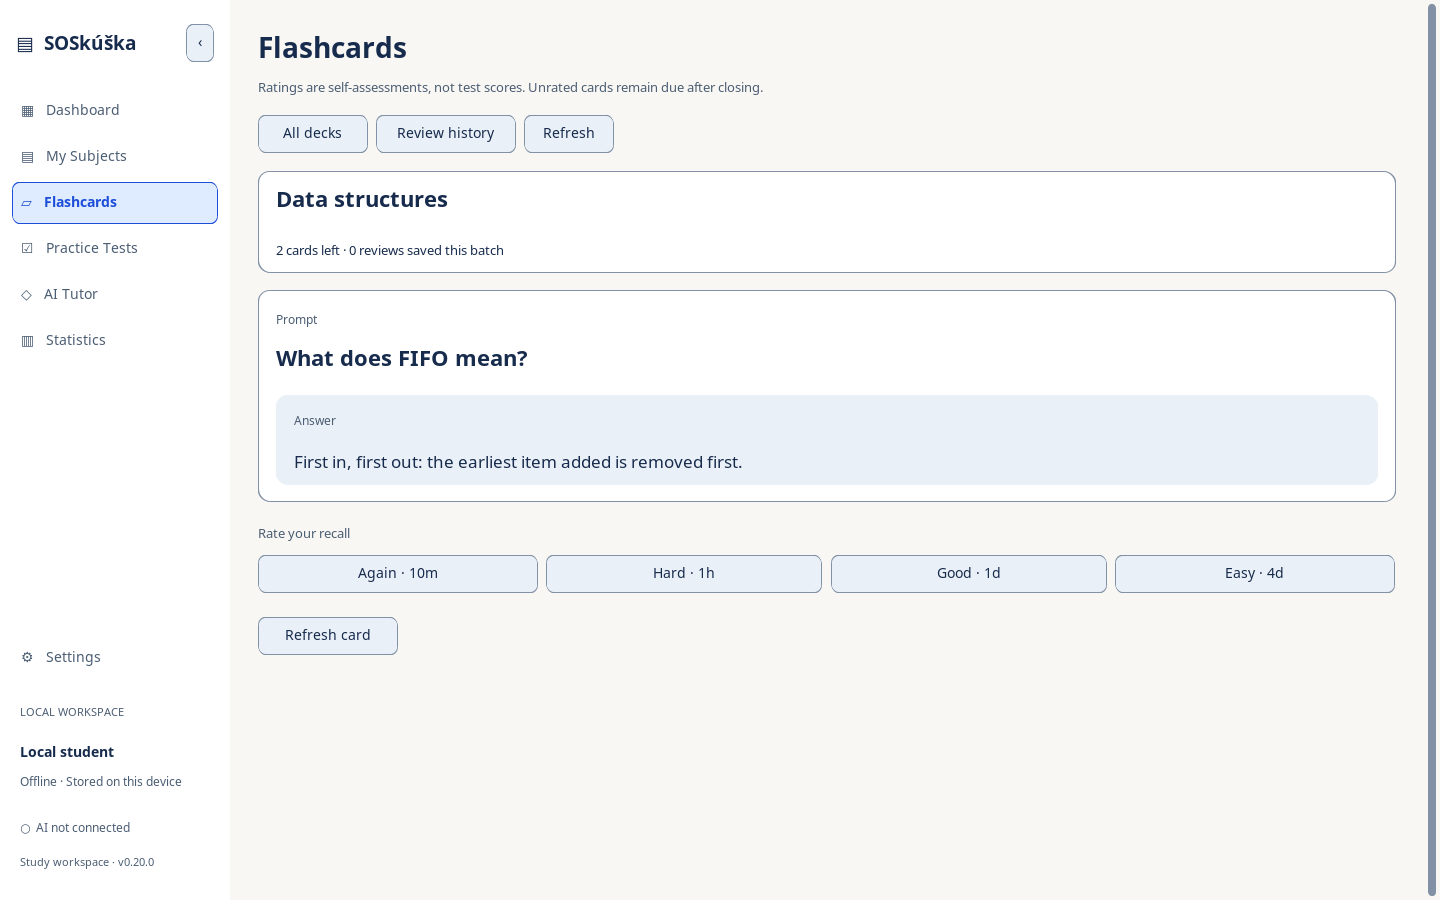 SOSkúška
‹
Dashboard
My Subjects
Flashcards
Practice Tests
AI Tutor
Statistics
Settings
LOCAL WORKSPACE
Local student
Offline · Stored on this device
AI not connected
Study workspace · v0.20.0
Flashcards
Ratings are self-assessments, not test scores. Unrated cards remain due after closing.
All decks
Review history
Refresh
Data structures
2 cards left · 0 reviews saved this batch
Prompt
What does FIFO mean?
Answer
First in, first out: the earliest item added is removed first.
Rate your recall
Again · 10m
Hard · 1h
Good · 1d
Easy · 4d
Refresh card